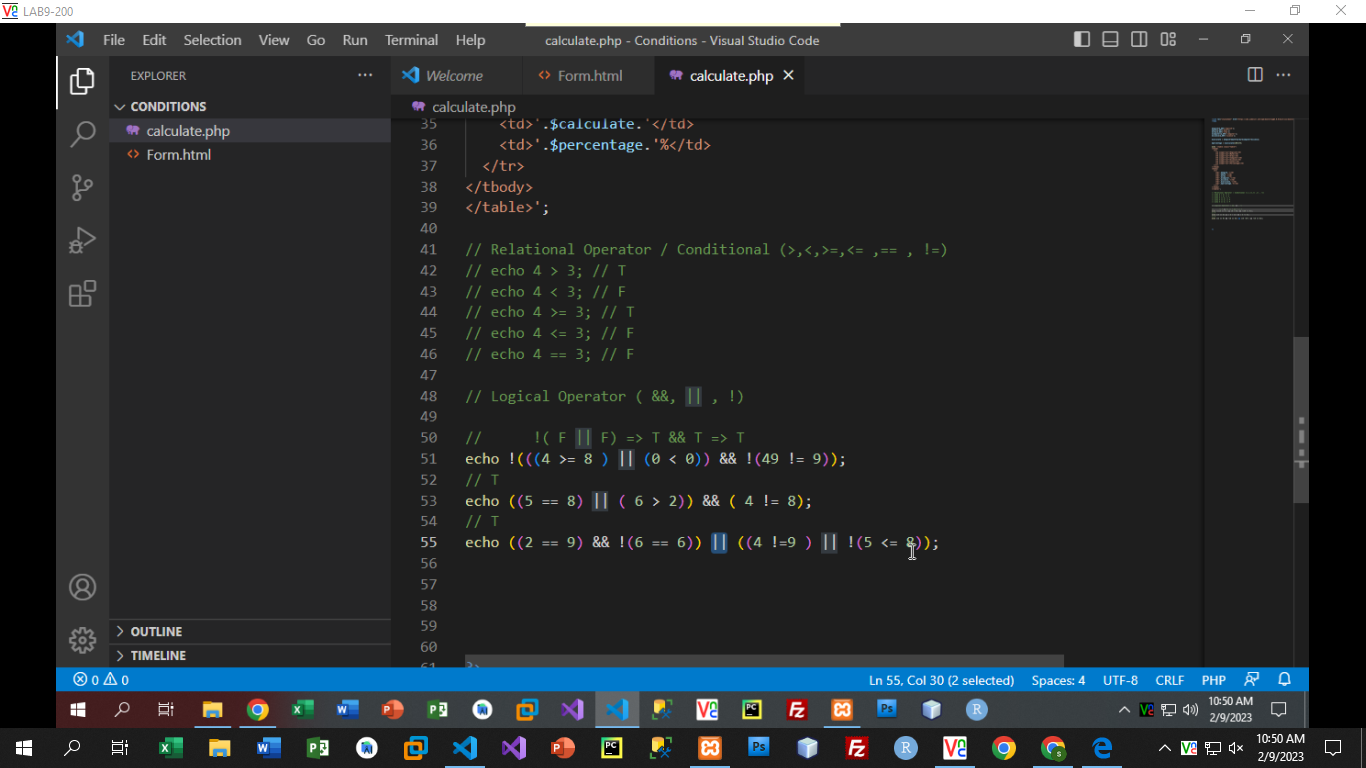 LAB9-200
File Edit Selection View Go Run Terminal Help
calculate.php - Conditions - Visual Studio Code
EXPLORER
CONDITIONS
calculate.php
Form.html
OUTLINE
TIMELINE
Welcome
Form.html
calculate.php
calculate.php
35 <td>'.$calculate.'</td>
36 <td>'.$percentage.'%</td>
37 </tr>
38 </tbody>
39 </table>';
40
41 // Relational Operator / Conditional (>,<,>=,<= ,== , !=)
42 // echo 4 > 3; // T
43 // echo 4 < 3; // F
44 // echo 4 >= 3; // T
45 // echo 4 <= 3; // F
46 // echo 4 == 3; // F
47
48 // Logical Operator ( &&, || , !)
49
50 // !( F || F) => T && T => T
51 echo !(((4 >= 8 ) || (0 < 0)) && !(49 != 9));
52 // T
53 echo ((5 == 8) || ( 6 > 2)) && ( 4 != 8);
54 // T
55 echo ((2 == 9) && !(6 == 6)) || ((4 !=9 ) || !(5 <= 8));
56
57
58
59
60
61 ?>
0 0
Ln 55, Col 30 (2 selected) Spaces: 4 UTF-8 CRLF PHP
10:50 AM
2/9/2023
10:50 AM
2/9/2023